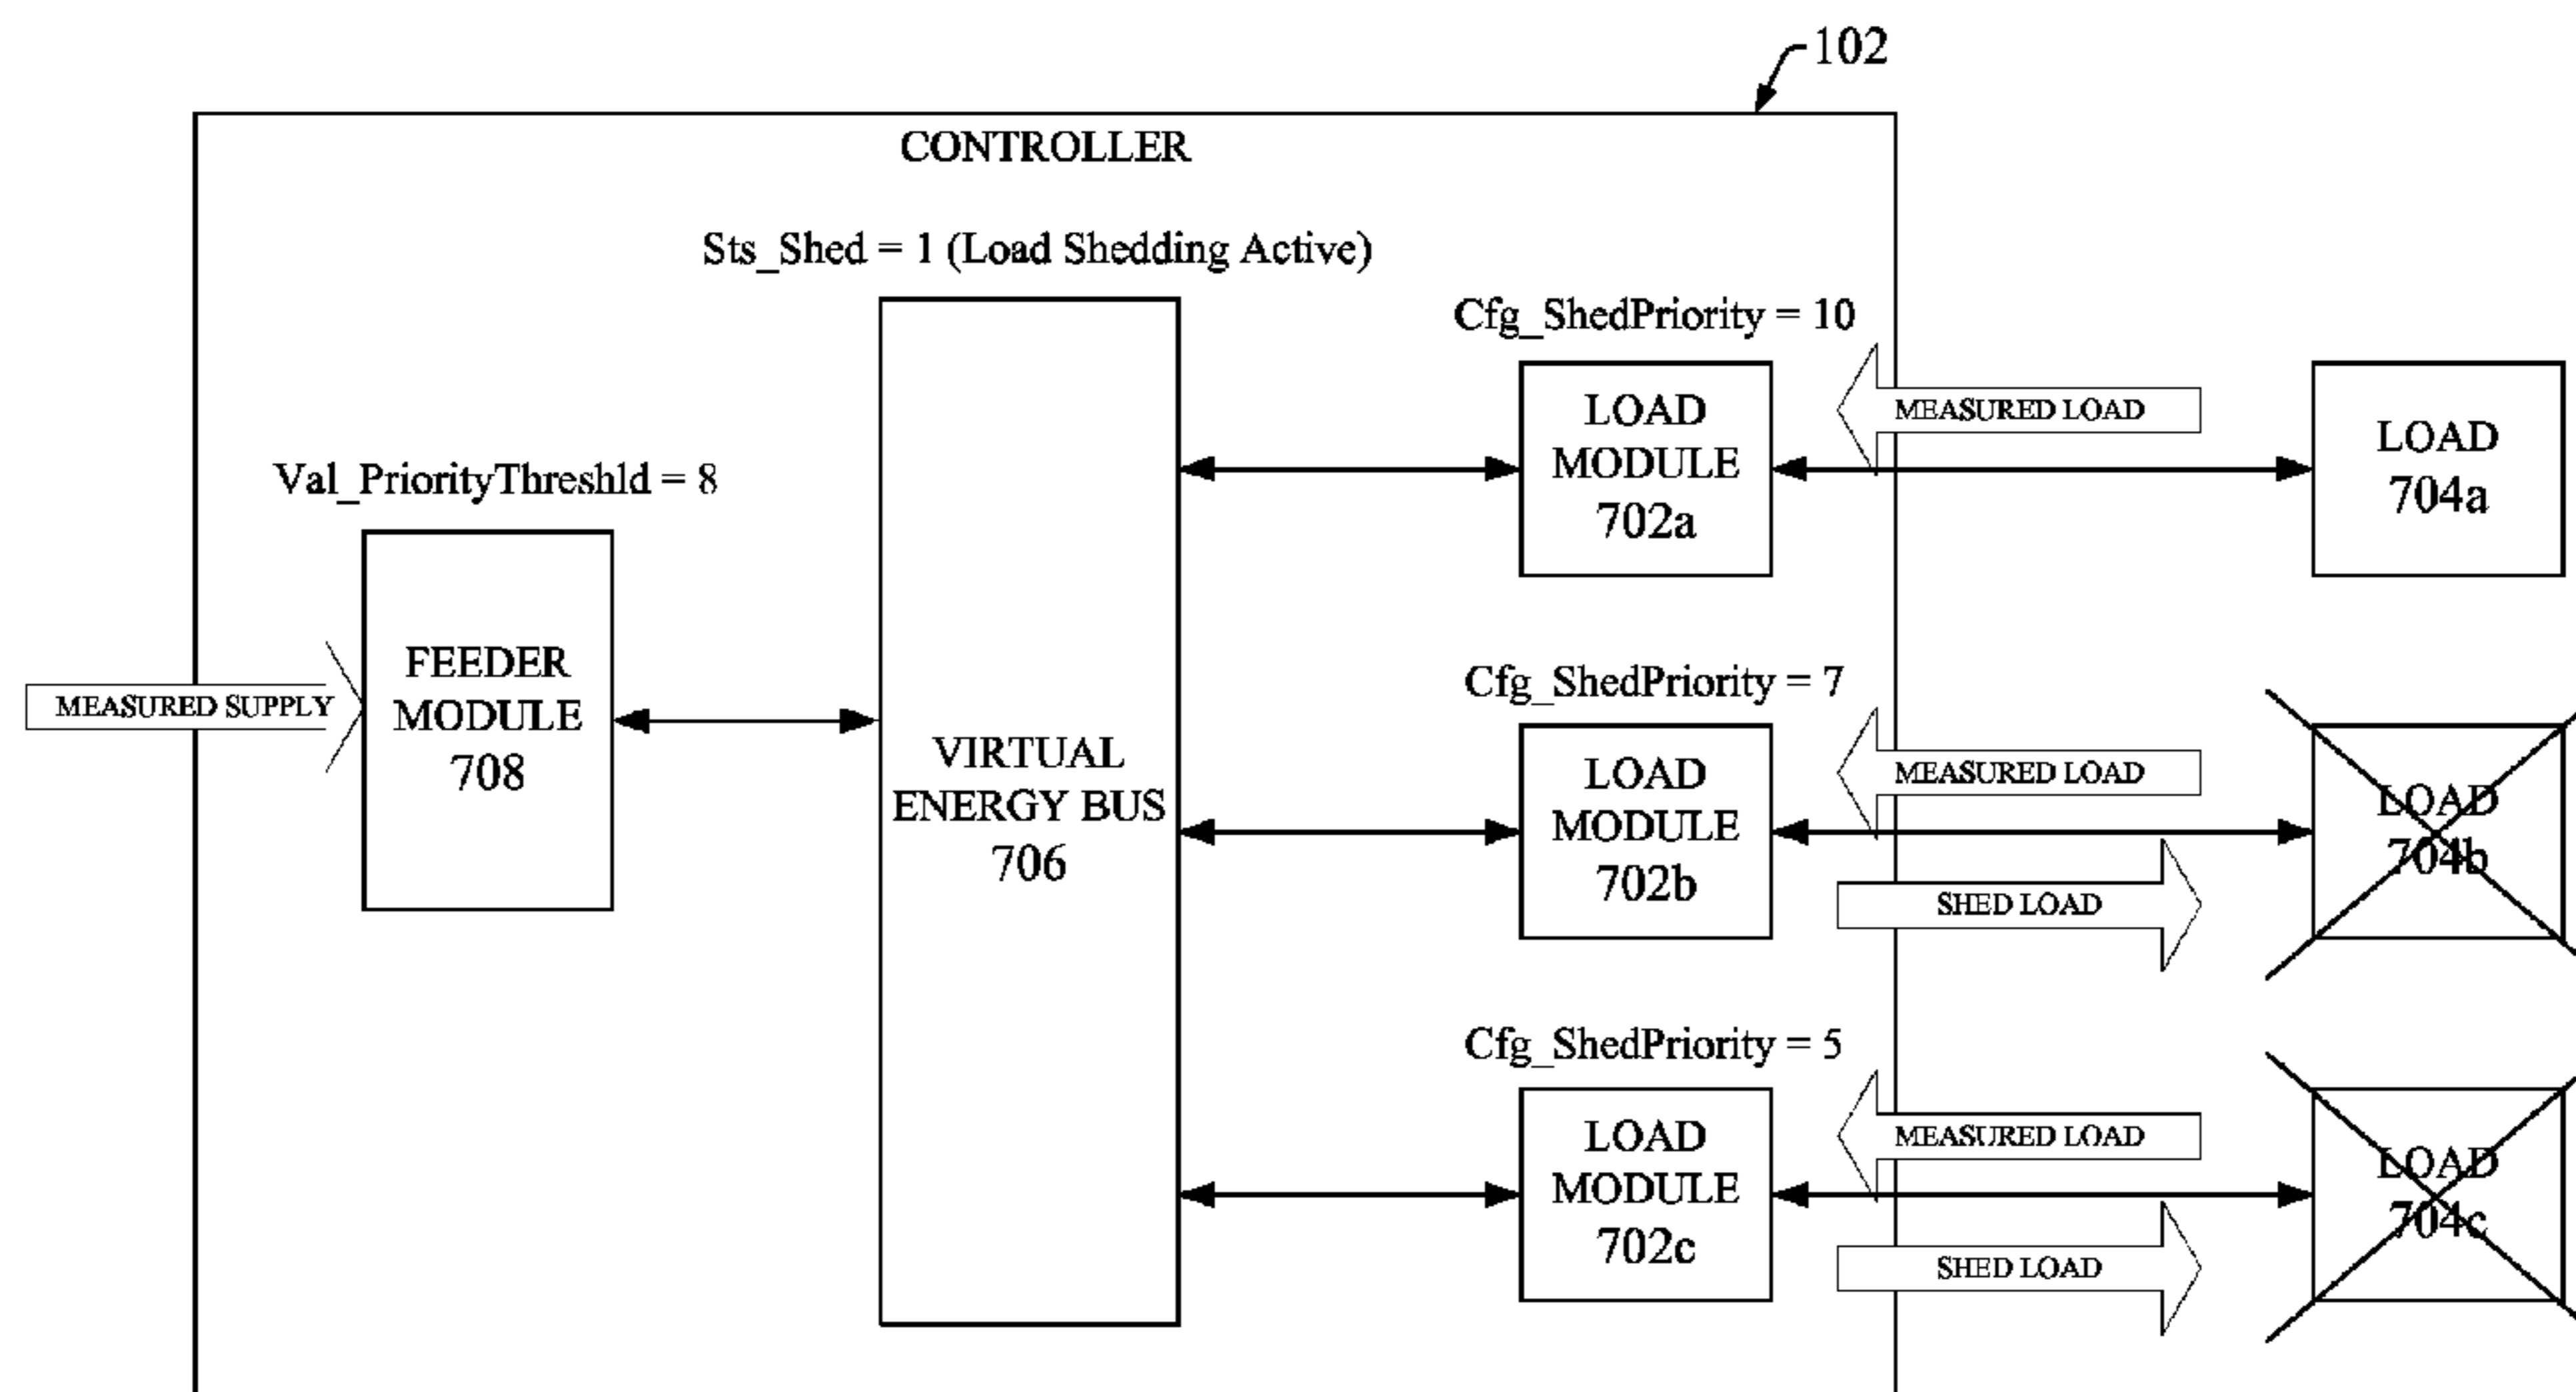 102
CONTROLLER
Sts_Shed = 1 (Load Shedding Active)
Cfg_ShedPriority = 10
MEASURED LOAD
LOAD
MODULE
702a
LOAD
704a
Val_PriorityThreshld = 8
MEASURED SUPPLY
FEEDER
MODULE
708
VIRTUAL
ENERGY BUS
706
Cfg_ShedPriority = 7
MEASURED LOAD
LOAD
MODULE
702b
SHED LOAD
LOAD
704b
Cfg_ShedPriority = 5
MEASURED LOAD
LOAD
MODULE
702c
SHED LOAD
LOAD
704c